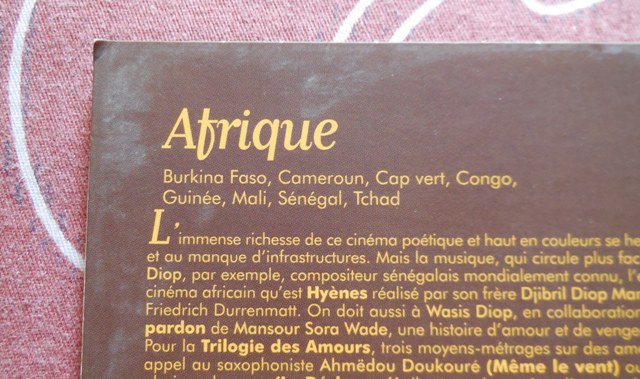 Afrique
Burkina Faso, Cameroun, Cap vert, Congo,
Guinée, Mali, Sénégal, Tchad
L'immense richesse de ce cinéma poétique et haut en couleurs se
et au manque d'infrastructures. Mais la musique, qui circule plus
Diop, par exemple, compositeur sénégalais mondialement connu,
cinéma africain qu'est Hyènes réalisé par son frère Djibril Diop
Friedrich Durrenmatt. On doit aussi à Wasis Diop, en
pardon de Mansour Sora Wade, une histoire d'amour et de
Pour la Trilogie des Amours, trois moyens-métrages sur des
appel au saxophoniste Ahmëdou Doukouré (Même le vent)